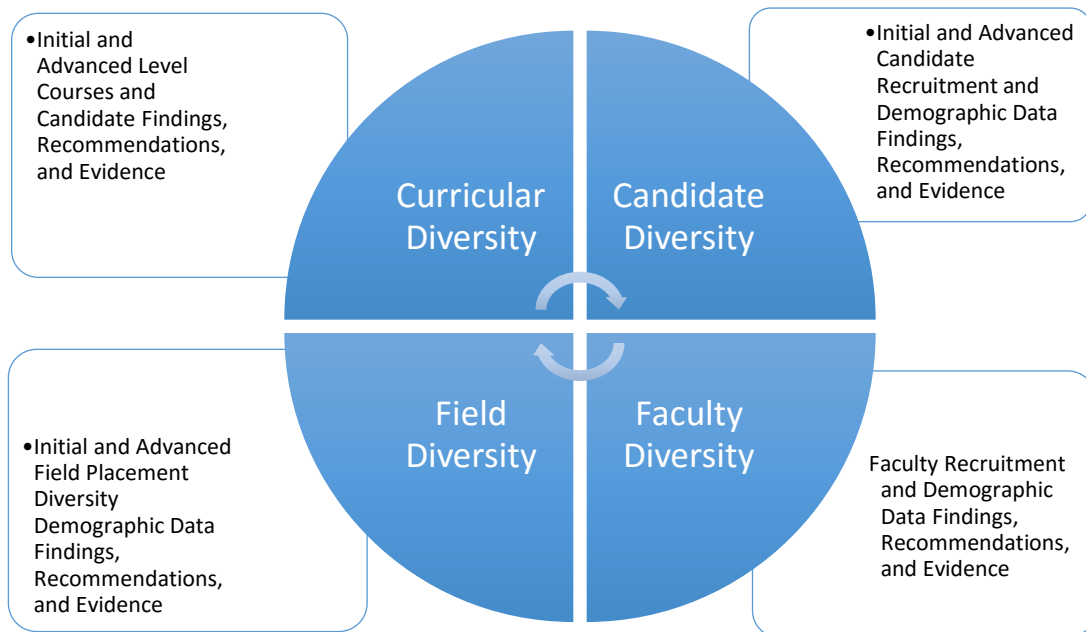 •Initial and
Advanced Level
Courses and
Candidate Findings,
Recommendations,
and Evidence
•Initial and Advanced
Candidate
Recruitment and
Demographic Data
Findings,
Recommendations,
and Evidence
Curricular
Diversity
Candidate
Diversity
Field
Diversity
Faculty
Diversity
•Initial and Advanced
Field Placement
Diversity
Demographic Data
Findings,
Recommendations,
and Evidence
Faculty Recruitment
and Demographic
Data Findings,
Recommendations,
and Evidence